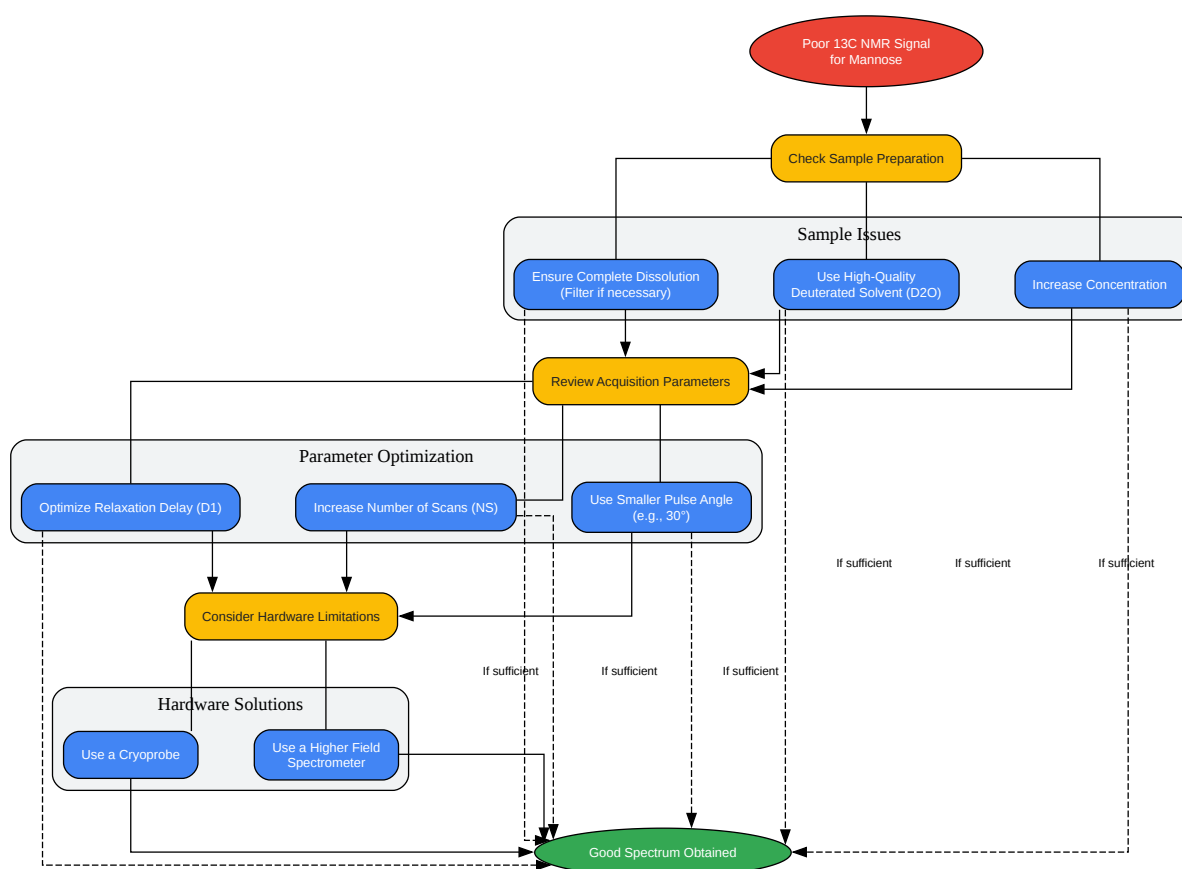 Poor 13C NMR Signal
for Mannose
Check Sample Preparation
Sample Issues
Ensure Complete Dissolution
(Filter if necessary)
Use High-Quality
Deuterated Solvent (D2O)
Increase Concentration
Review Acquisition Parameters
Parameter Optimization
Optimize Relaxation Delay (D1)
Increase Number of Scans (NS)
Use Smaller Pulse Angle
(e.g., 30°)
If sufficient
If sufficient
If sufficient
Consider Hardware Limitations
If sufficient
If sufficient
If sufficient
Hardware Solutions
Use a Cryoprobe
Use a Higher Field
Spectrometer
Good Spectrum Obtained